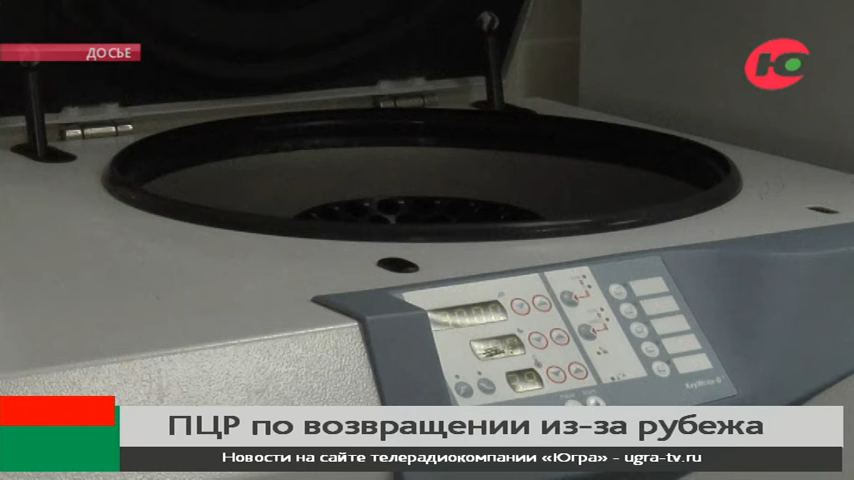 ДОСЬЕ
Ю
ПЦР по возвращении из-за рубежа
Новости на сайте телерадиокомпании «Югра» - ugra-tv.ru